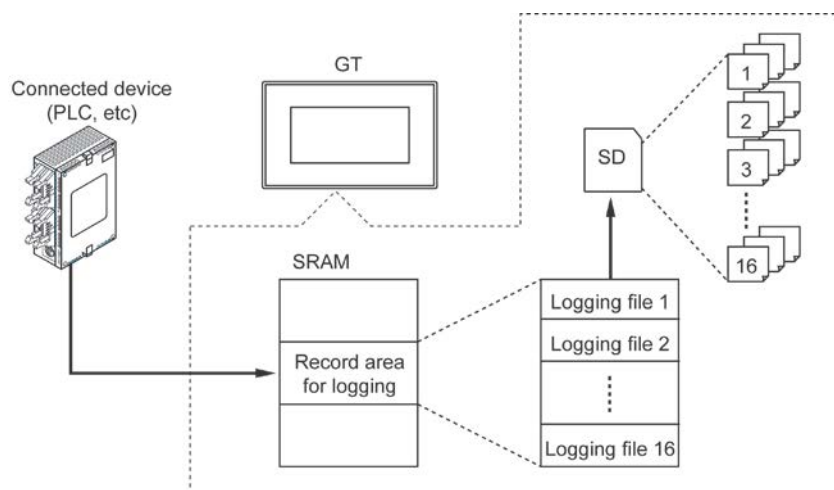 GT
Connected device
(PLC, etc)
SD
1
2
3
16
SRAM
Record area
for logging
Logging file 1
Logging file 2
Logging file 16